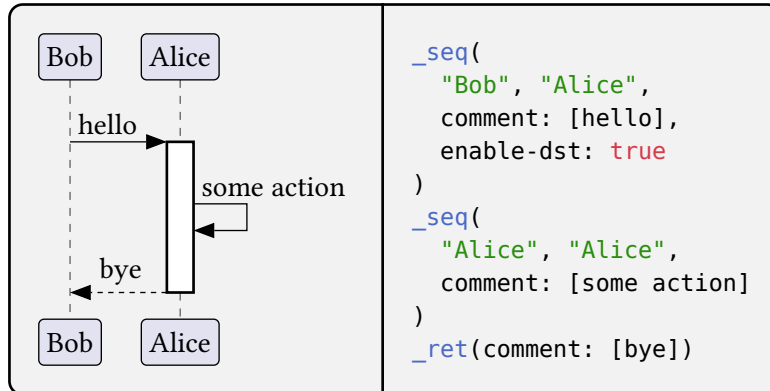 Bob Alice
hello
some action
bye
Bob Alice
_seq(
  "Bob", "Alice",
  comment: [hello],
  enable-dst: true
)
_seq(
  "Alice", "Alice",
  comment: [some action]
)
_ret(comment: [bye])